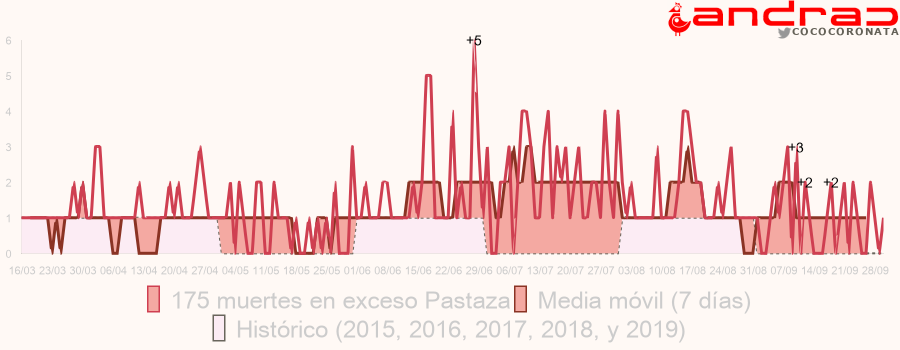 andrac
COCOCORONATA
6
+5
5
4
3
+3
2
+2
+2
1
0
16/03 23/03 30/03 06/04 13/04 20/04 27/04 04/05 11/05 18/05 25/05 01/06 08/06 15/06 22/06 29/06 06/07 13/07 20/07 27/07 03/08 10/08 17/08 24/08 31/08 07/09 14/09 21/09 28/09
175 muertes en exceso Pastaza Media móvil (7 días)
Histórico (2015, 2016, 2017, 2018, y 2019)